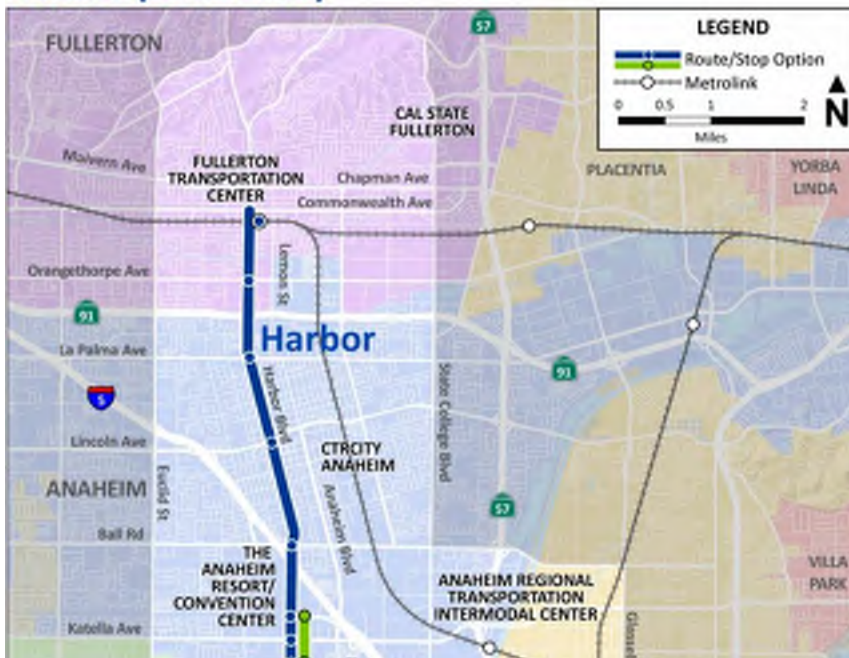 FULLERTON
57
LEGEND
Route/Stop Option
Metrolink
0 .5 1 2
Miles
N
CAL STATE
FULLERTON
Malvern Ave
FULLERTON
TRANSPORTATION
CENTER
Chapman Ave
Commonwealth Ave
PLACENTIA
YORBA
LINDA
Orangethorpe Ave
Lemon St
91
Harbor
La Palma Ave
Harbor Blvd
State College Blvd
91
5
Lincoln Ave
CTRCITY
ANAHEIM
ANAHEIM
Euclid St
Anaheim Blvd
57
Ball Rd
THE
ANAHEIM
RESORT/
CONVENTION
CENTER
ANAHEIM REGIONAL
TRANSPORTATION
INTERMODAL CENTER
VILLA
PARK
Katella Ave
Glassel